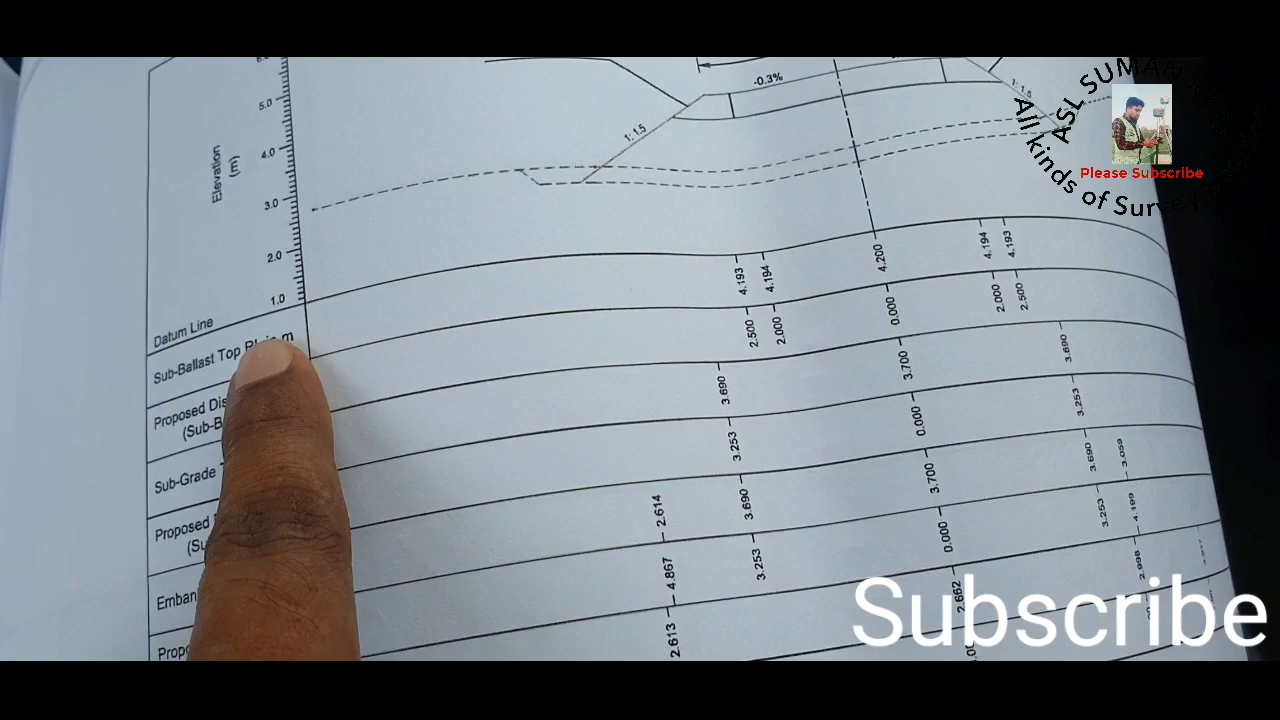 5.0
4.0
3.0
2.0
1.0
Elevation
(m)
-0.3%
1: 1.5
1: 1.5
ASL SUMAN
All kinds of Survey
Please Subscribe
Datum Line
Sub-Ballast Top
4.193
4.194
4.200
4.194
4.193
Proposed
(Sub-B
2.500
2.000
0.000
2.000
2.500
Sub-Grade
3.690
3.700
3.690
Proposed
(Su
3.253
0.000
3.253
Emban
2.614
3.690
3.700
3.690
3.059
Propo
4.867
3.253
0.000
3.253
4.199
2.613
2.662
2.998
Subscribe